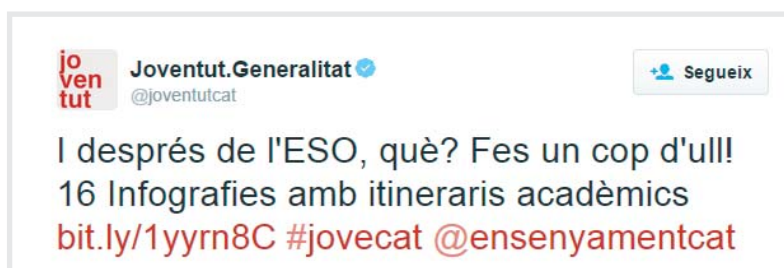 jo
ven
tut
Joventut.Generalitat
@joventutcat
Segueix
I després de l'ESO, què? Fes un cop d'ull!
16 Infografies amb itineraris acadèmics
bit.ly/1yyrn8C #jovecat @ensenyamentcat